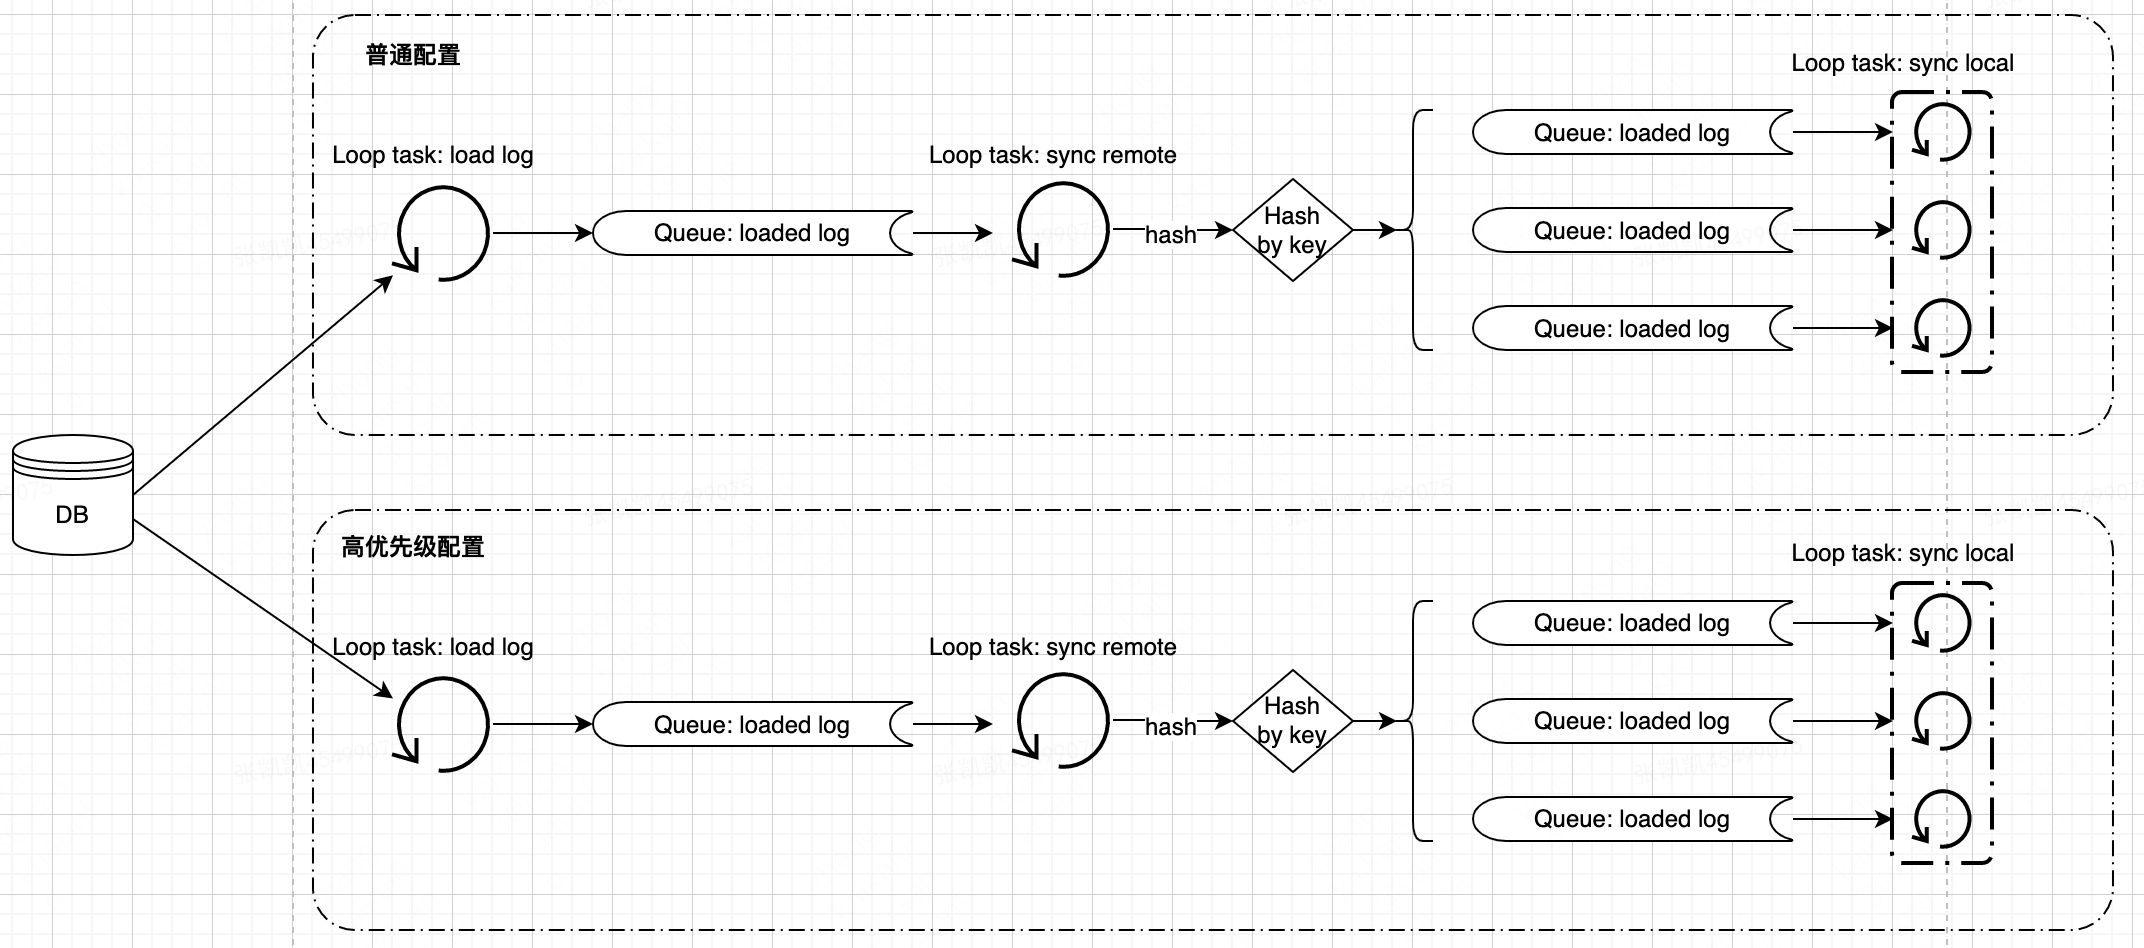 普通配置
Loop task: sync local
Loop task: load log
Loop task: sync remote
Queue: loaded log
Queue: loaded log
hash
Hash
by key
Queue: loaded log
Queue: loaded log
DB
高优先级配置
Loop task: sync local
Loop task: load log
Loop task: sync remote
Queue: loaded log
Queue: loaded log
hash
Hash
by key
Queue: loaded log
Queue: loaded log